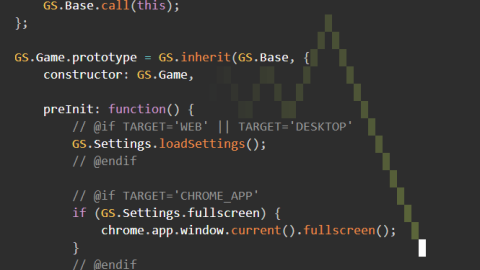 GS.Base.call(this);
};
GS.Game.prototype = GS.inherit(GS.Base, {
constructor: GS.Game,
preInit: function() {
// @if TARGET='WEB' || TARGET='DESKTOP'
GS.Settings.loadSettings();
// @endif
// @if TARGET='CHROME_APP'
if (GS.Settings.fullscreen) {
chrome.app.window.current().fullscreen();
}
// @endif